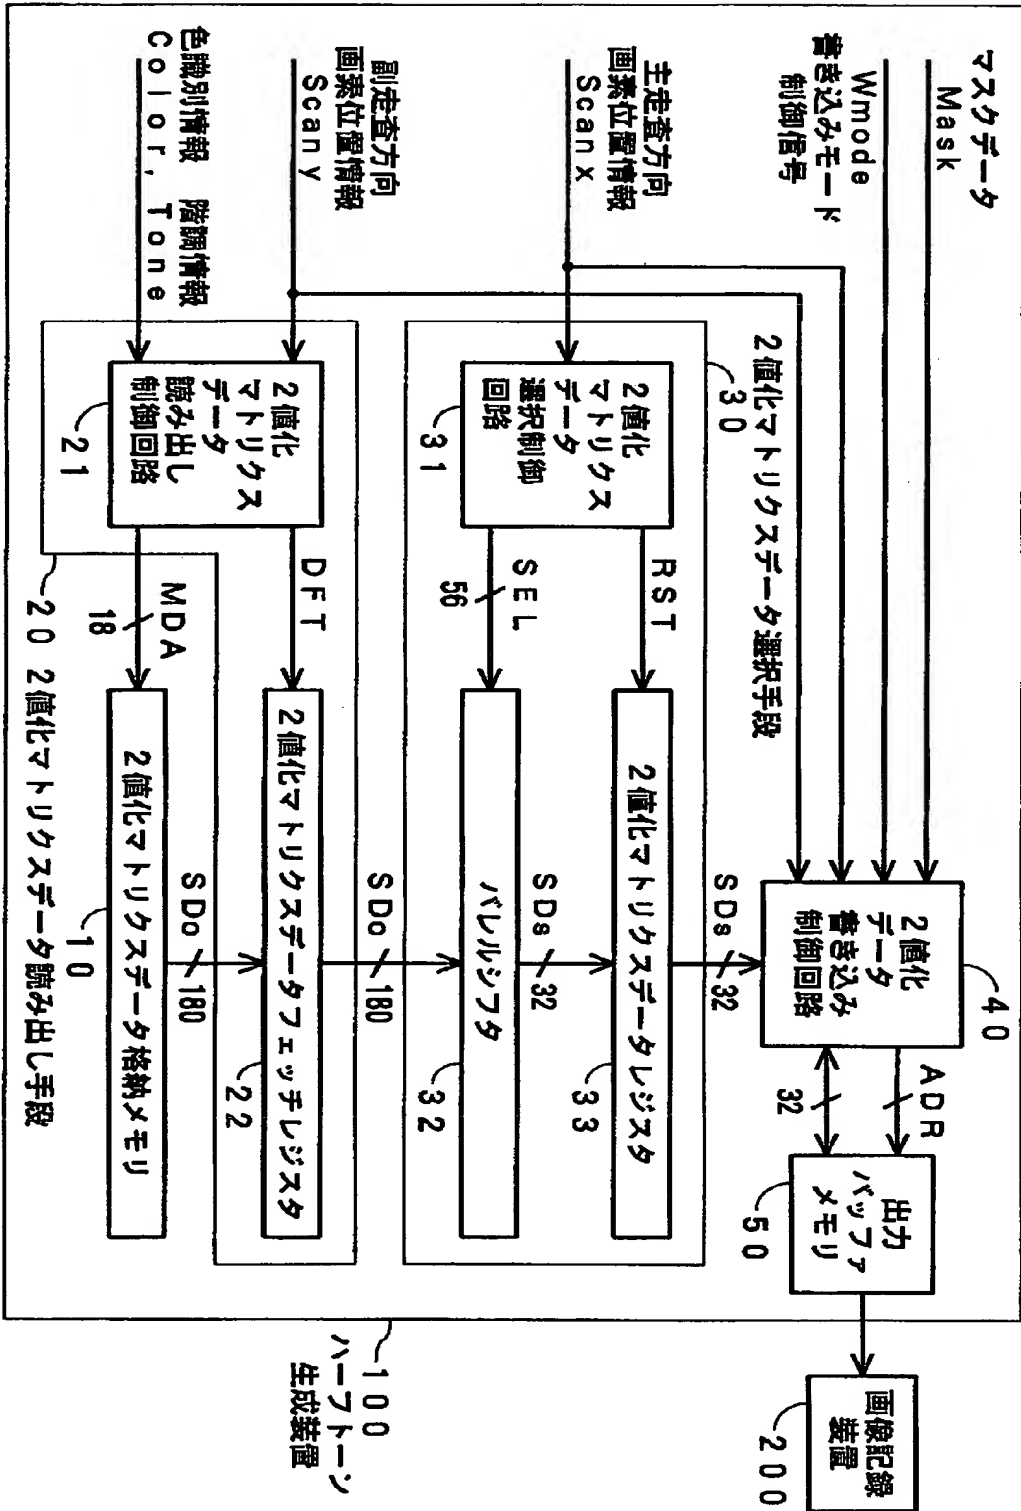 マスクデータ
Mask
Wmode
書き込みモード
制御信号
主走査方向
画素位置情報
Scanx
副走査方向
画素位置情報
Scany
色識別情報 階調情報
Color, Tone
2値化
データ
書き込み
制御回路
40
ADR
32
出力
バッファ
メモリ
50
画像記録
装置
200
2値化マトリクスデータ選択手段
30
2値化
マトリクス
データ
選択制御
回路
31
RST
SEL
56
SDs
32
2値化マトリクスデータレジスタ
33
SDs
32
バレルシフタ
32
SDo
180
2値化
マトリクス
データ
読み出し
制御回路
21
DFT
MDA
18
2値化マトリクスデータフェッチレジスタ
22
SDo
180
2値化マトリクスデータ格納メモリ
10
20 2値化マトリクスデータ読み出し手段
100
ハーフトーン
生成装置